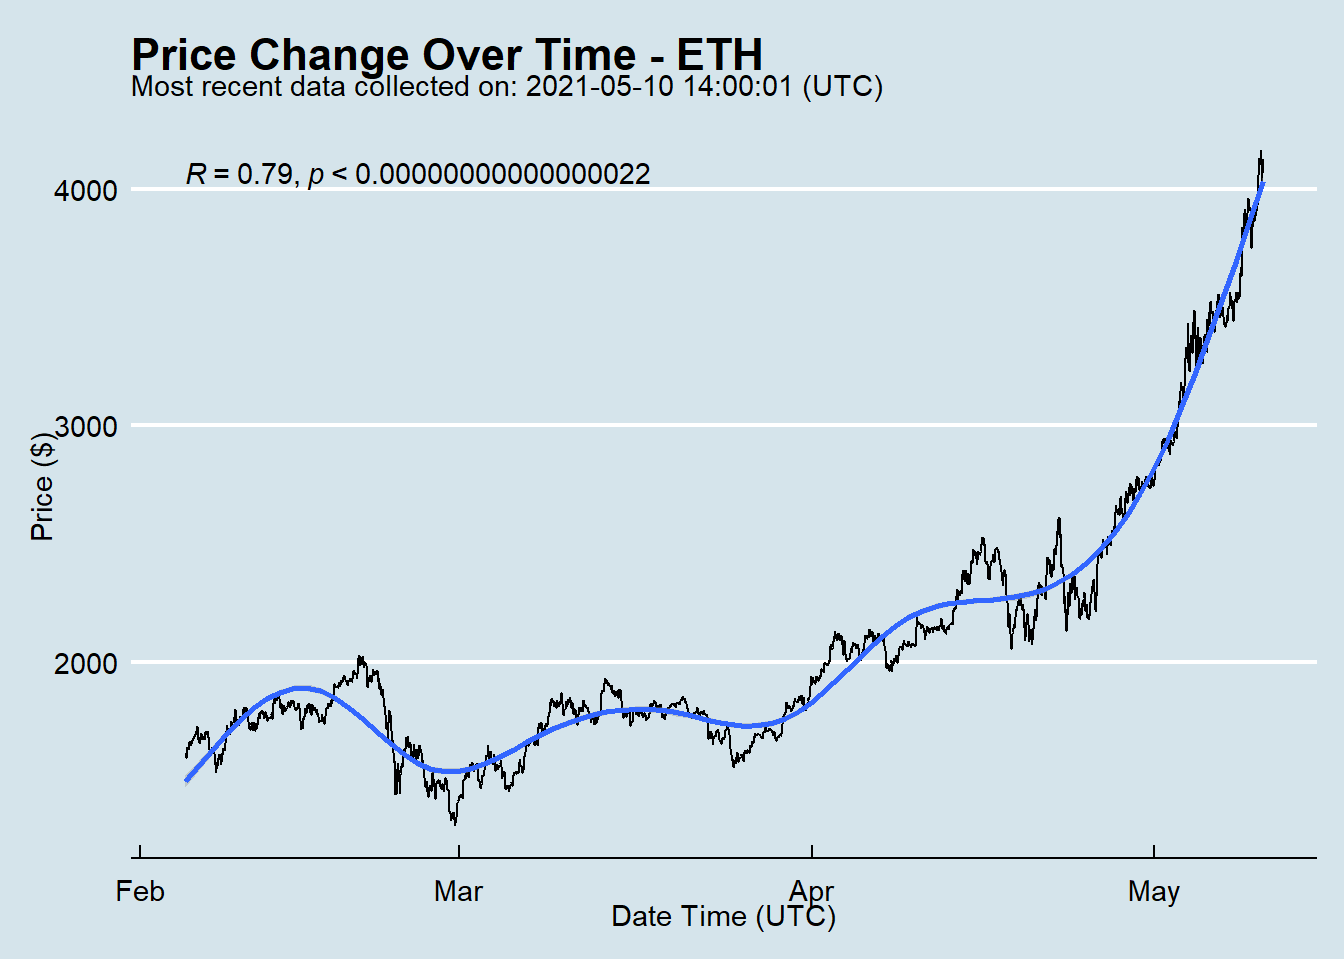 Price Change Over Time - ETH
Most recent data collected on: 2021-05-10 14:00:01 (UTC)
R = 0.79, p < 0.00000000000000022
4000
3000
2000
Price ($)
Feb Mar Apr May
Date Time (UTC)